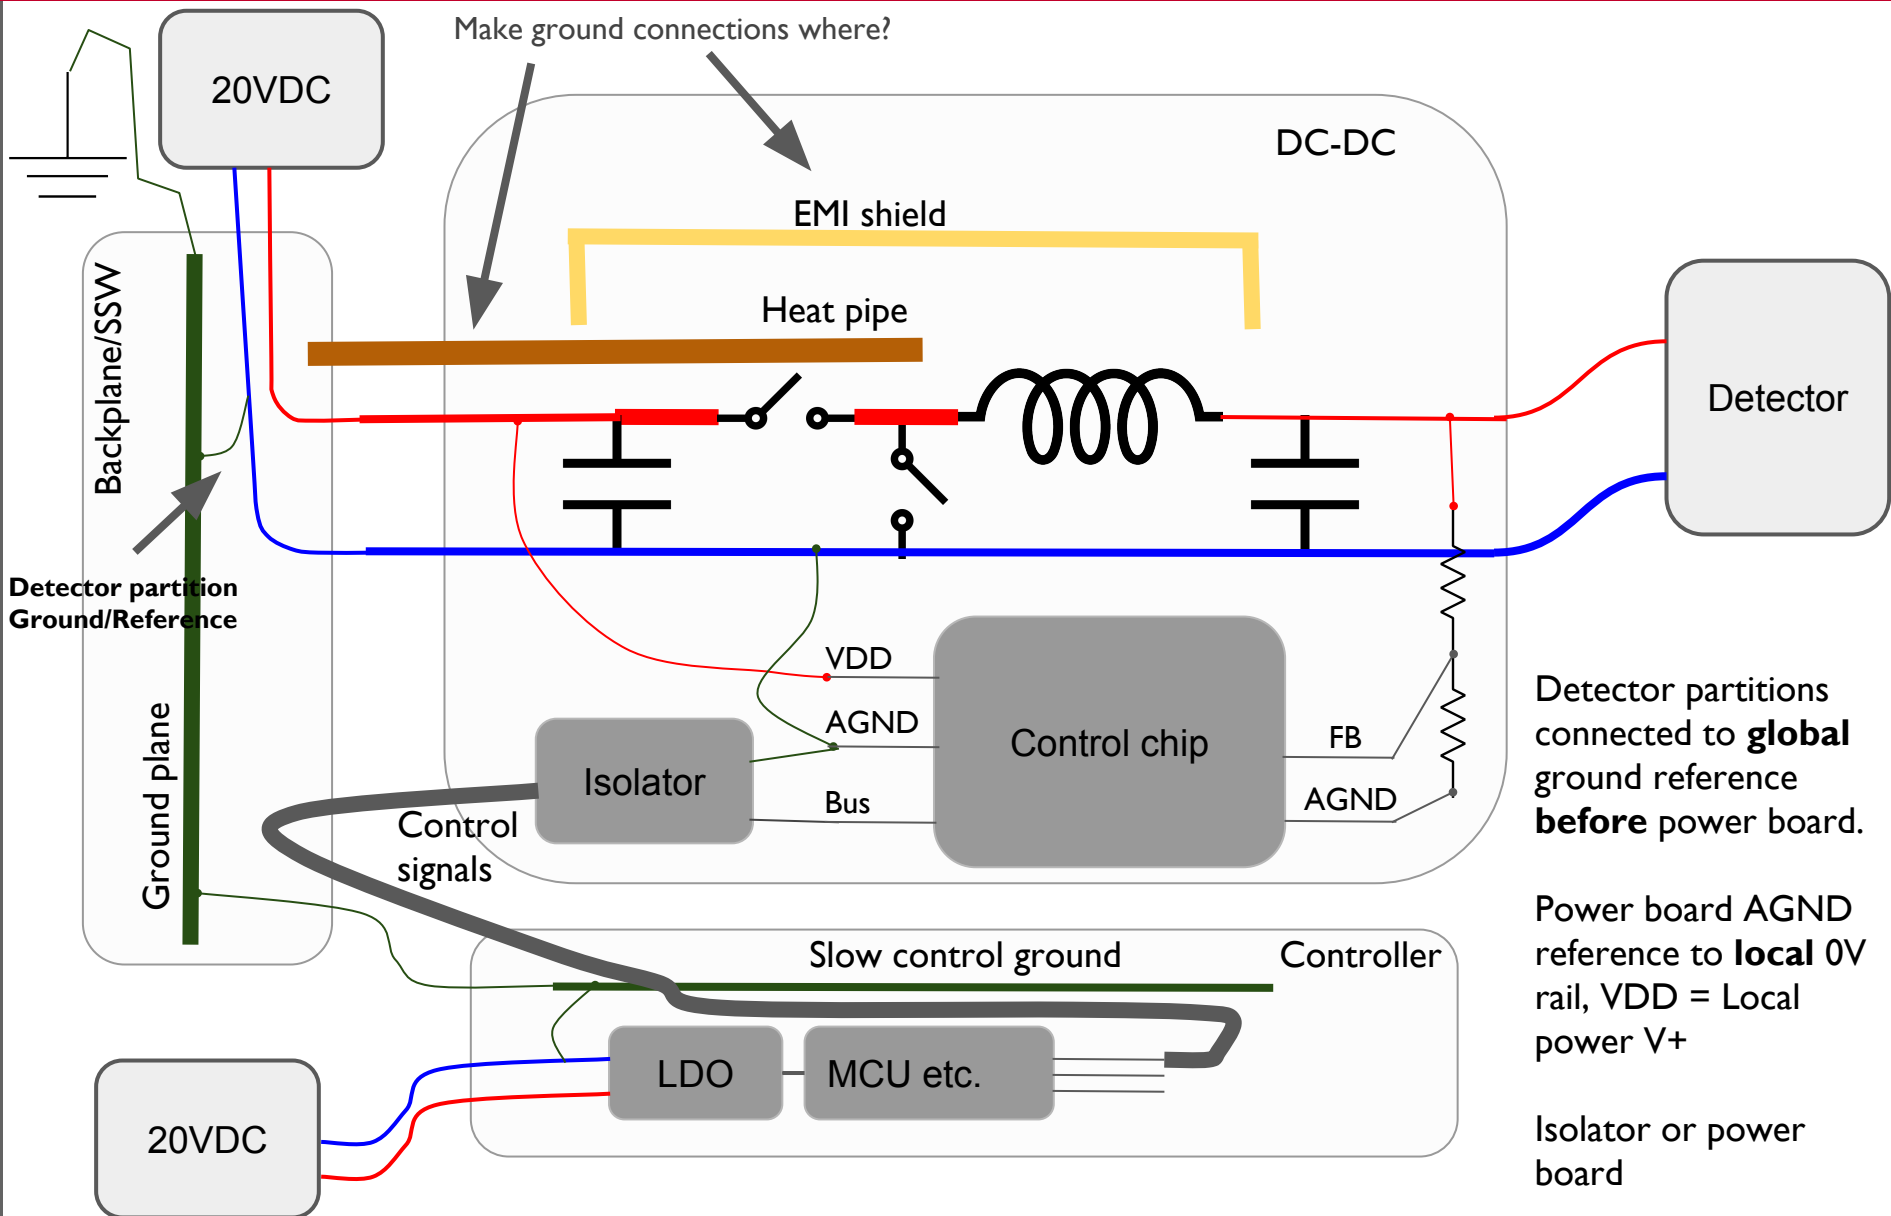 Make ground connections where?
20VDC
DC-DC
EMI shield
Heat pipe
Backplane/SSW
Detector
Detector partition
Ground/Reference
Ground plane
VDD
AGND
Bus
Isolator
Control chip
FB
AGND
Control
signals
Detector partitions
connected to global
ground reference
before power board.
Power board AGND
reference to local 0V
rail, VDD = Local
power V+
Isolator or power
board
Slow control ground
Controller
LDO
MCU etc.
20VDC